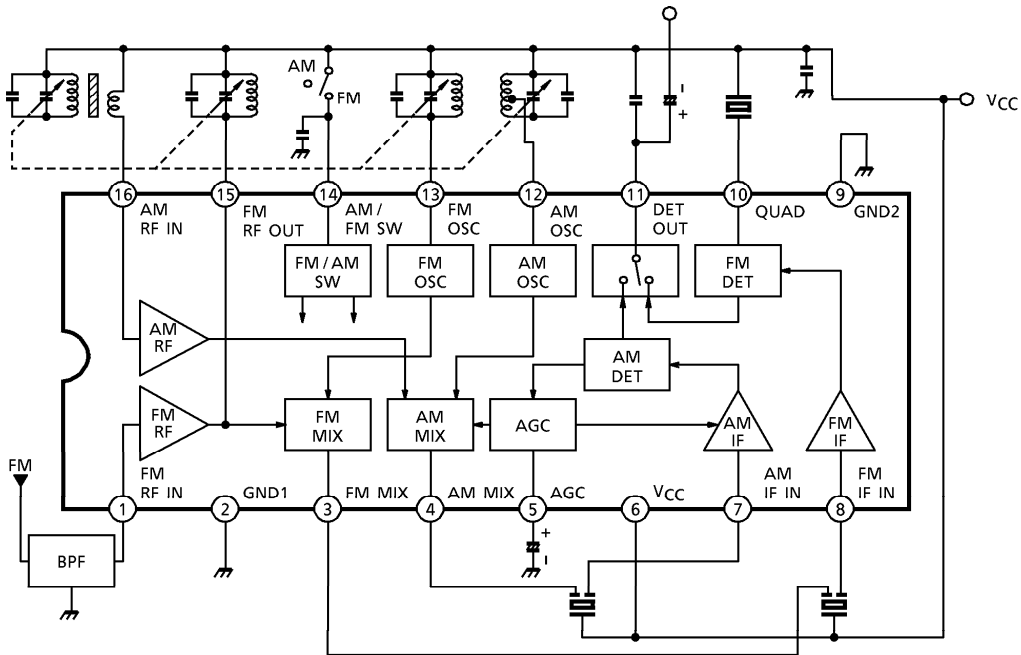 AM
FM
VCC
16 15 14 13 12 11 10 9
AM
RF IN
FM
RF OUT
AM /
FM SW
FM
OSC
AM
OSC
DET
OUT
QUAD
GND2
FM / AM
SW
FM
OSC
AM
OSC
FM
DET
AM
RF
AM
DET
FM
RF
FM
MIX
AM
MIX
AGC
AM
IF
FM
IF
FM
FM
RF IN
GND1
FM MIX
AM MIX
AGC
VCC
AM
IF IN
FM
IF IN
1 2 3 4 5 6 7 8
BPF